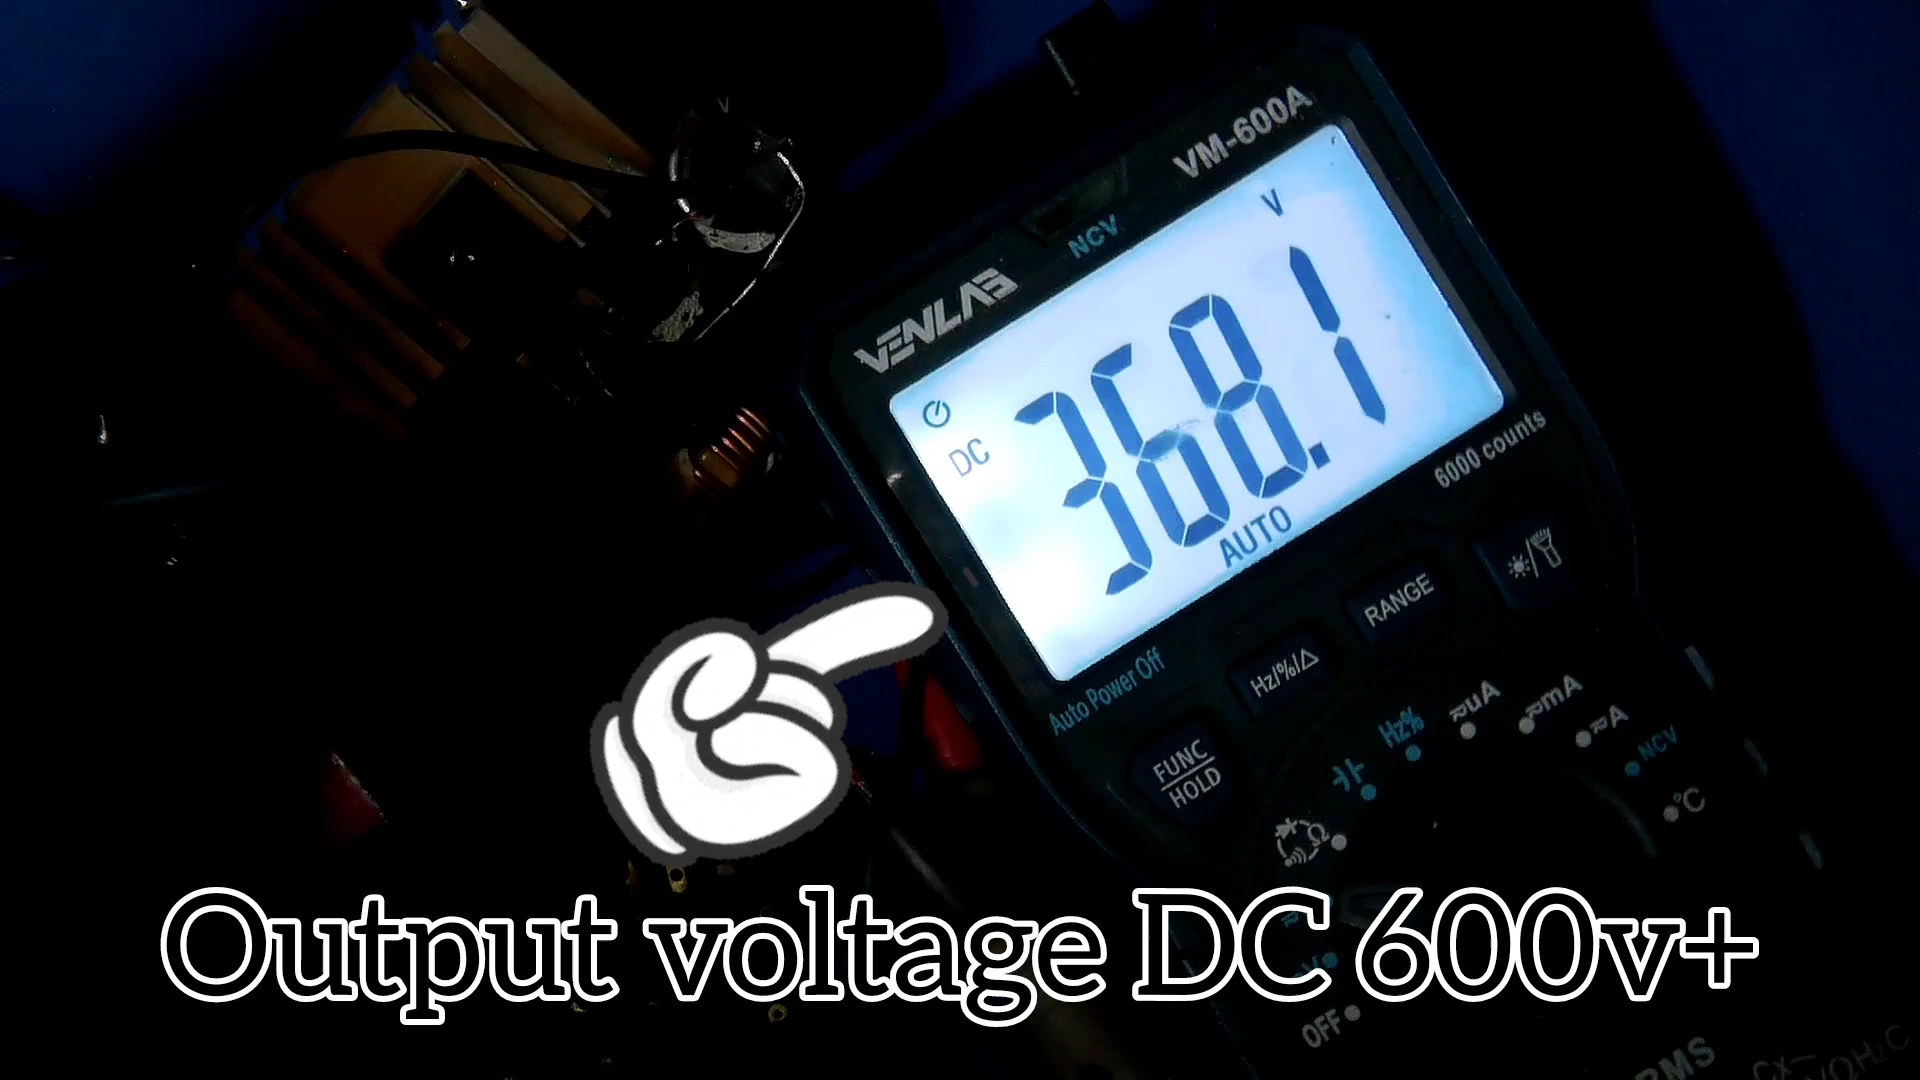 VM-600A
NCV
VENLAB
V
DC
368.1
AUTO
6000 counts
RANGE
Hz/%/△
Auto Power Off
FUNC
HOLD
Hz%
uA
mA
A
NCV
°C
Ω
OFF
Output voltage DC 600v+